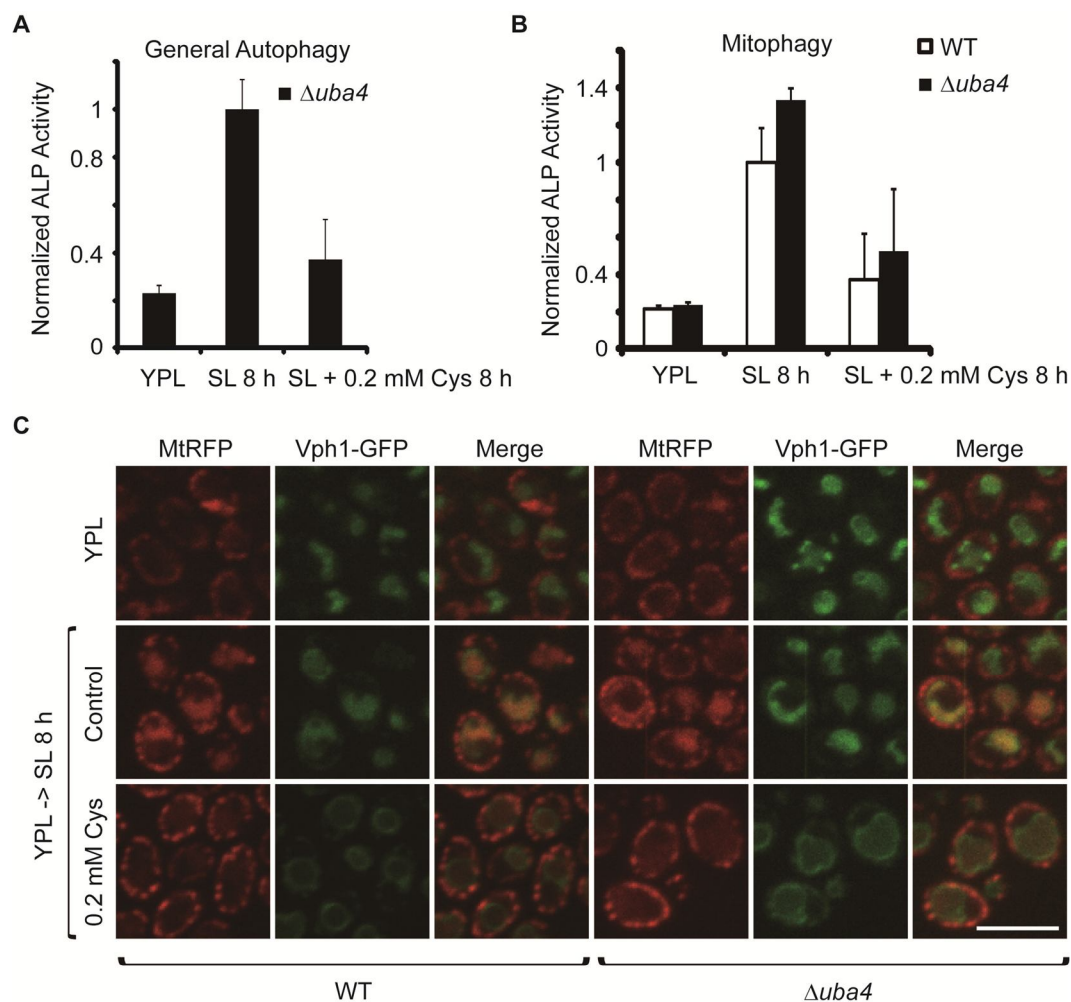 A
General Autophagy
Δuba4
Normalized ALP Activity
1
0.8
0.4
0
YPL
SL 8 h
SL + 0.2 mM Cys 8 h
B
Mitophagy
WT
Δuba4
Normalized ALP Activity
1.4
1
0.4
0
YPL
SL 8 h
SL + 0.2 mM Cys 8 h
C
MtRFP
Vph1-GFP
Merge
MtRFP
Vph1-GFP
Merge
YPL
YPL -> SL 8 h
Control
0.2 mM Cys
WT
Δuba4